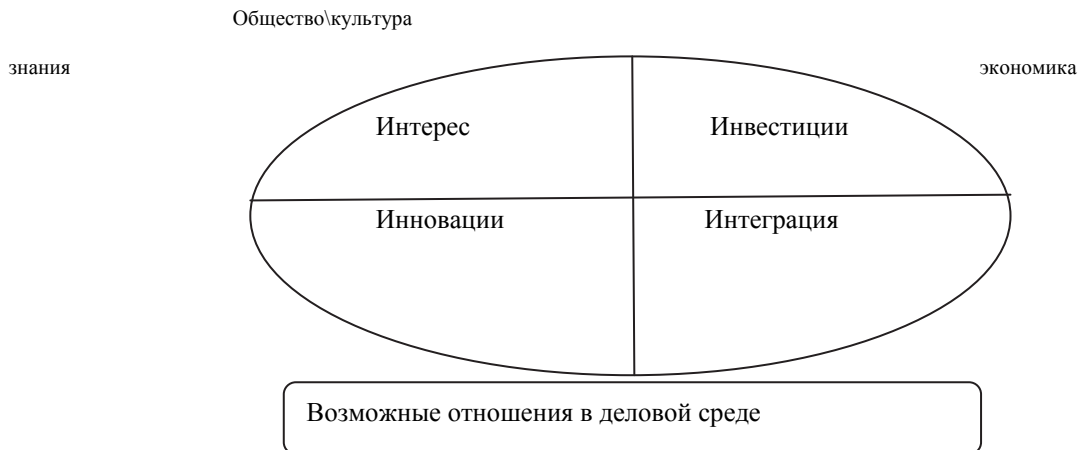 Общество\культура
знания
экономика
Интерес
Инвестиции
Инновации
Интеграция
Возможные отношения в деловой среде